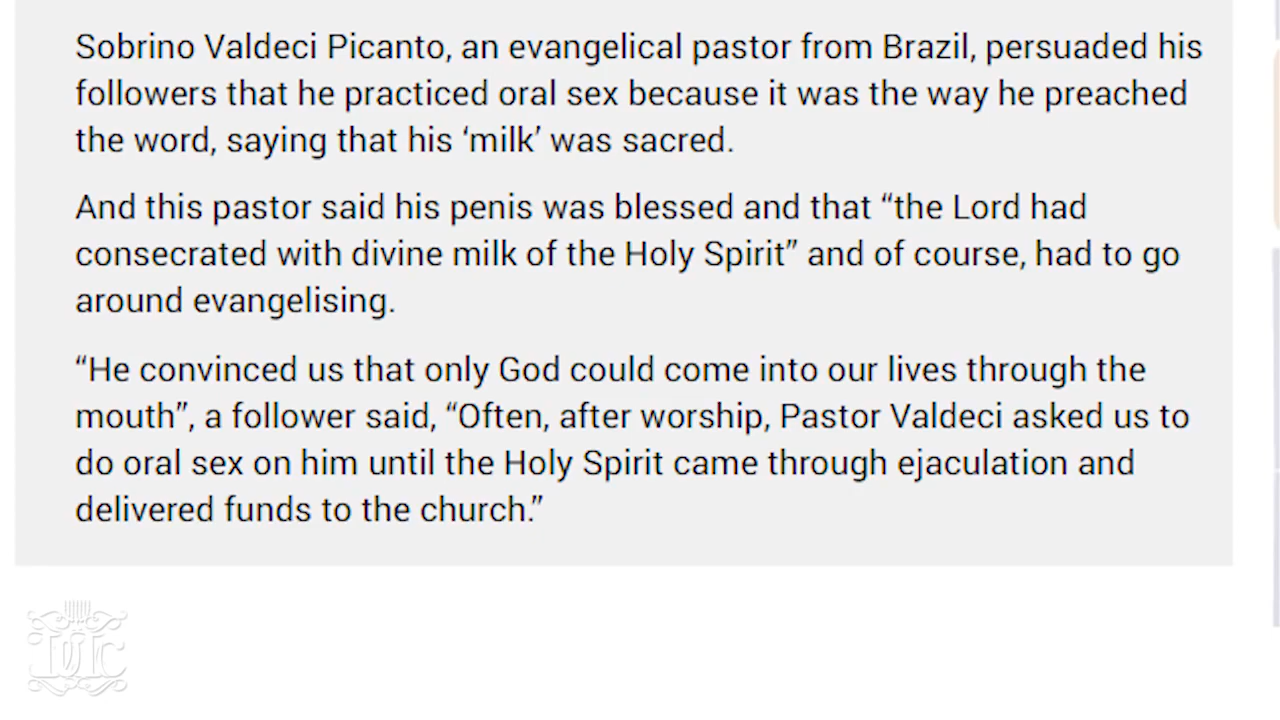 Sobrino Valdeci Picanto, an evangelical pastor from Brazil, persuaded his
followers that he practiced oral sex because it was the way he preached
the word, saying that his ‘milk’ was sacred.
And this pastor said his penis was blessed and that “the Lord had
consecrated with divine milk of the Holy Spirit” and of course, had to go
around evangelising.
“He convinced us that only God could come into our lives through the
mouth”, a follower said, “Often, after worship, Pastor Valdeci asked us to
do oral sex on him until the Holy Spirit came through ejaculation and
delivered funds to the church.”